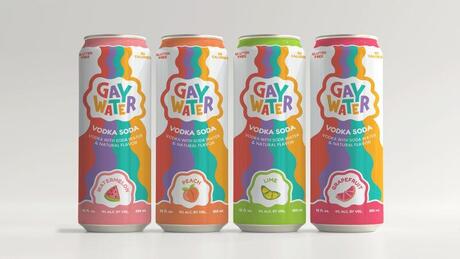 GAY
WATER
VODKA SODA
VODKA WITH SODA WATER
& NATURAL FLAVOR
WATERMELON
GAY
WATER
VODKA SODA
VODKA WITH SODA WATER
& NATURAL FLAVOR
PEACH
GAY
WATER
VODKA SODA
VODKA WITH SODA WATER
& NATURAL FLAVOR
LIME
GAY
WATER
VODKA SODA
VODKA WITH SODA WATER
& NATURAL FLAVOR
GRAPEFRUIT